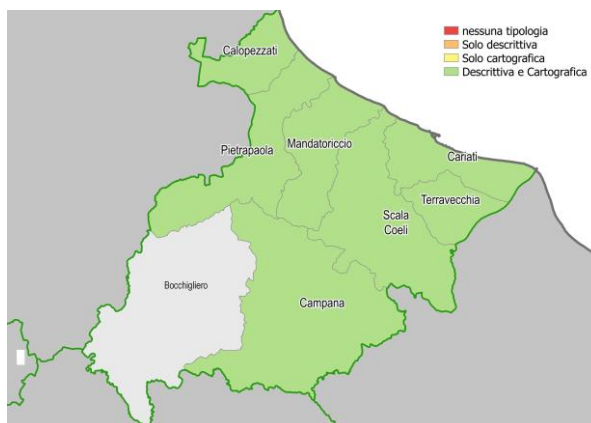 nessuna tipologia
Solo descrittiva
Solo cartografica
Descrittiva e Cartografica
Calopezzati
Pietrapaola
Mandatoriccio
Cariati
Terravecchia
Scala
Coeli
Bocchigliero
Campana